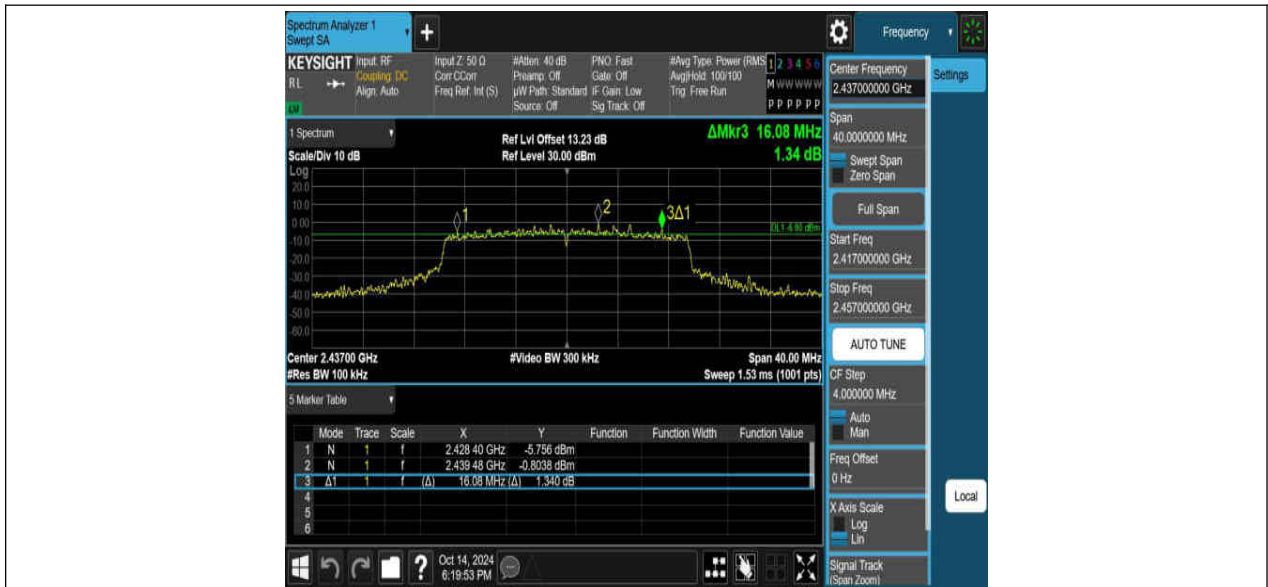 Spectrum Analyzer 1
Swept SA
+
Frequency
KEYSIGHT
RL
Input: RF
Coupling: DC
Align: Auto
Input Z: 50 Ω
Corr CCorr
Freq Ref: Int (S)
#Atten: 40 dB
Preamp: Off
µW Path: Standard
Source: Off
PNO: Fast
Gate: Off
IF Gain: Low
Sig Track: Off
#Avg Type: Power (RMS
Avg|Hold: 100/100
Trig: Free Run
1 2 3 4 5 6
M W W W W W
P P P P P P
1 Spectrum
Scale/Div 10 dB
Ref Lvl Offset 13.23 dB
Ref Level 30.00 dBm
ΔMkr3 16.08 MHz
1.34 dB
Log
20.0
10.0
0.00
-10.0
-20.0
-30.0
-40.0
-50.0
-60.0
1
2
3Δ1
Center 2.43700 GHz
#Video BW 300 kHz
Span 40.00 MHz
#Res BW 100 kHz
Sweep 1.53 ms (1001 pts)
5 Marker Table
Mode Trace Scale X Y Function Function Width Function Value
1 N 1 f 2.428 40 GHz -5.756 dBm
2 N 1 f 2.439 48 GHz -0.8038 dBm
3 Δ1 1 f (Δ) 16.08 MHz (Δ) 1.340 dB
4
5
6
Oct 14, 2024
6:19:53 PM
?
Center Frequency
2.437000000 GHz
Settings
Span
40.0000000 MHz
Swept Span
Zero Span
Full Span
Start Freq
2.417000000 GHz
Stop Freq
2.457000000 GHz
AUTO TUNE
CF Step
4.000000 MHz
Auto
Man
Freq Offset
0 Hz
X Axis Scale
Log
Lin
Local
Signal Track
(Span Zoom)